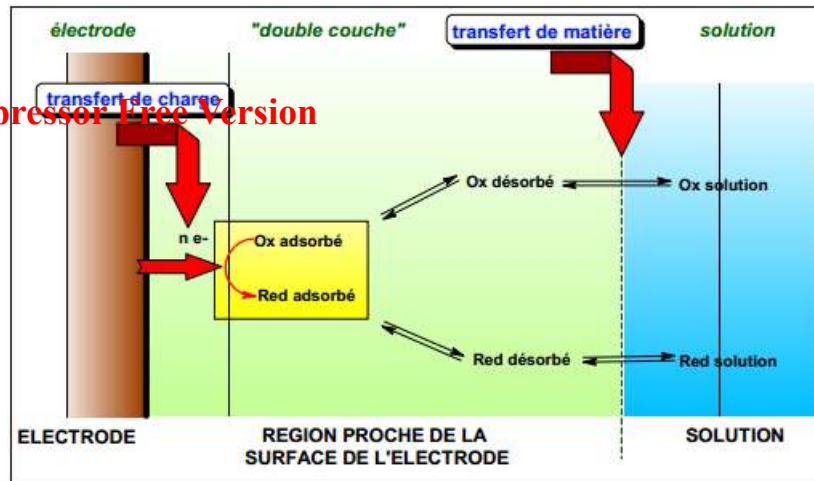 électrode
"double couche"
transfert de matière
solution
transfert de charge
pressor Free Version
Ox désorbé
Ox solution
n e-
Ox adsorbé
Red adsorbé
Red désorbé
Red solution
ELECTRODE
REGION PROCHE DE LA
SURFACE DE L'ELECTRODE
SOLUTION